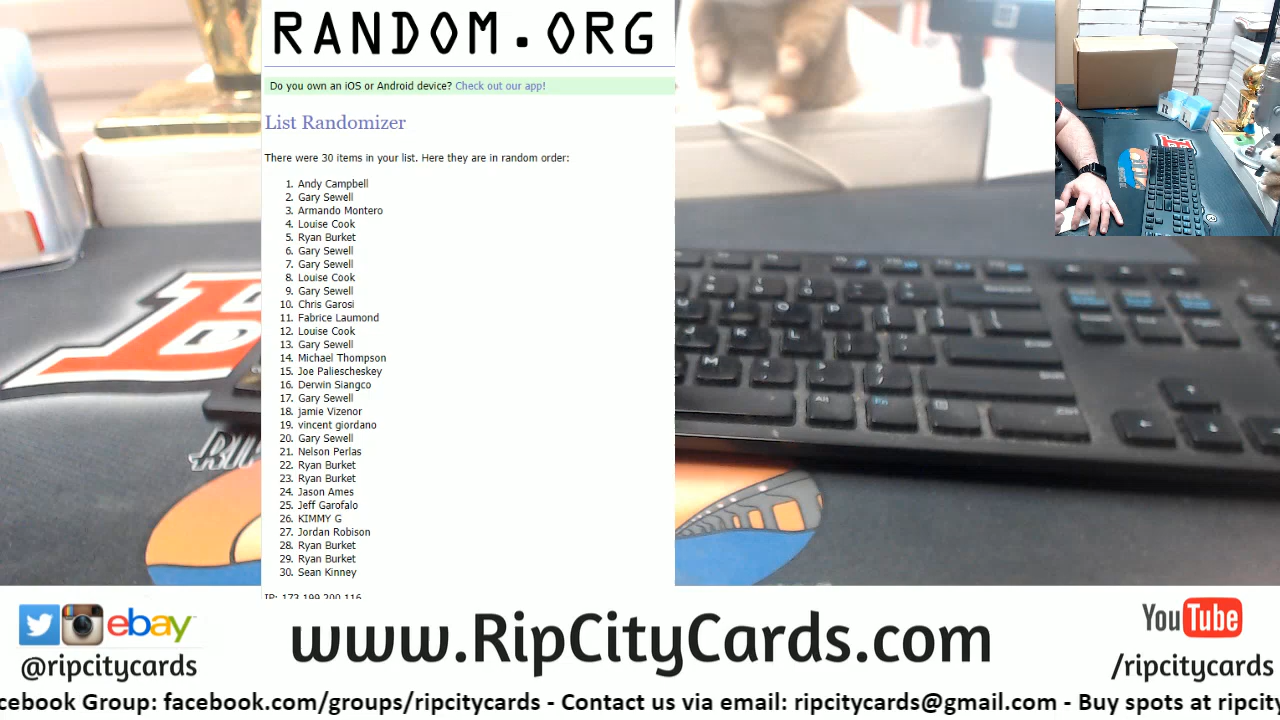 RANDOM.ORG
Do you own an iOS or Android device? Check out our app!
List Randomizer
There were 30 items in your list. Here they are in random order:
1. Andy Campbell
2. Gary Sewell
3. Armando Montero
4. Louise Cook
5. Ryan Burket
6. Gary Sewell
7. Gary Sewell
8. Louise Cook
9. Gary Sewell
10. Chris Garosi
11. Fabrice Laumond
12. Louise Cook
13. Gary Sewell
14. Michael Thompson
15. Joe Paliescheskey
16. Derwin Siangco
17. Gary Sewell
18. jamie Vizenor
19. vincent giordano
20. Gary Sewell
21. Nelson Perlas
22. Ryan Burket
23. Ryan Burket
24. Jason Ames
25. Jeff Garofalo
26. KIMMY G
27. Jordan Robison
28. Ryan Burket
29. Ryan Burket
30. Sean Kinney
IP: 173.199.200.116
ebay
@ripcitycards
www.RipCityCards.com
YouTube
/ripcitycards
cebook Group: facebook.com/groups/ripcitycards - Contact us via email: ripcitycards@gmail.com - Buy spots at ripcity